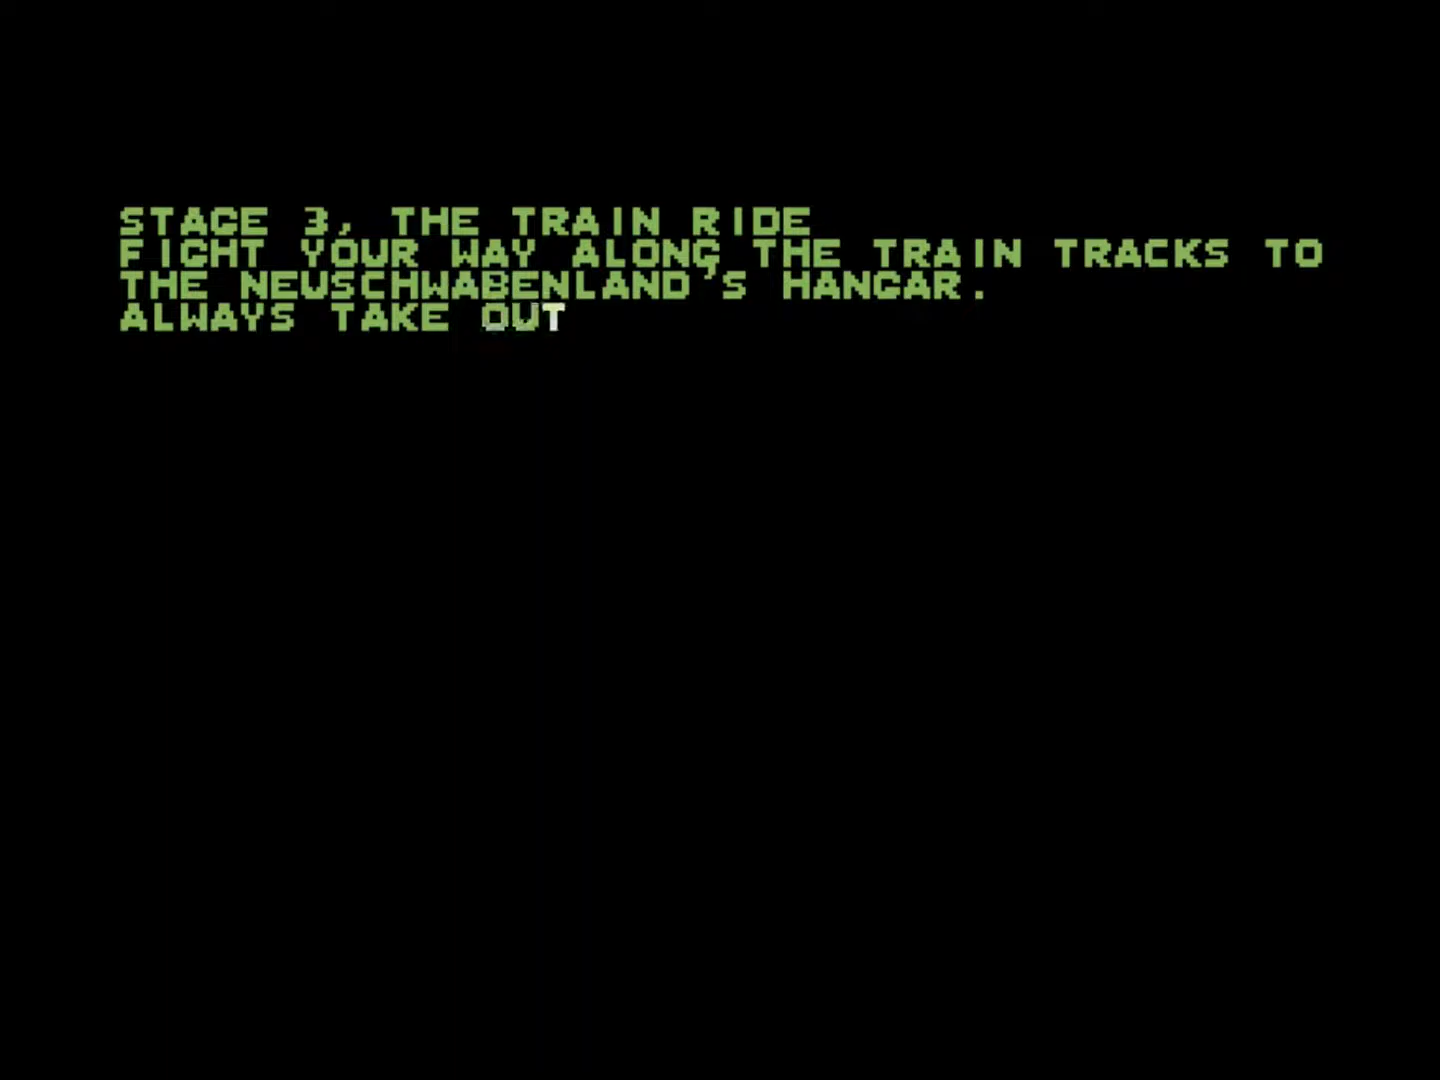 STAGE 3, THE TRAIN RIDE
FIGHT YOUR WAY ALONG THE TRAIN TRACKS TO
THE NEUSCHWABENLAND'S HANGAR.
ALWAYS TAKE OUT